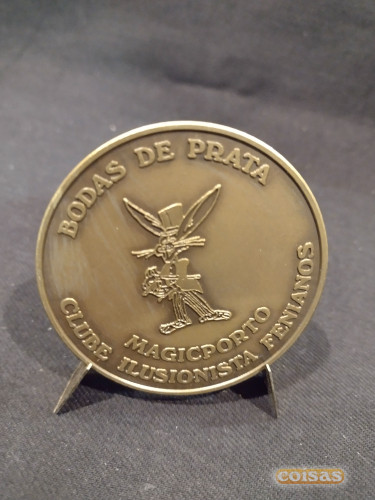 BODAS DE PRATA
MAGICPORTO
CLUBE ILUSIONISTA FENIANOS
coisas